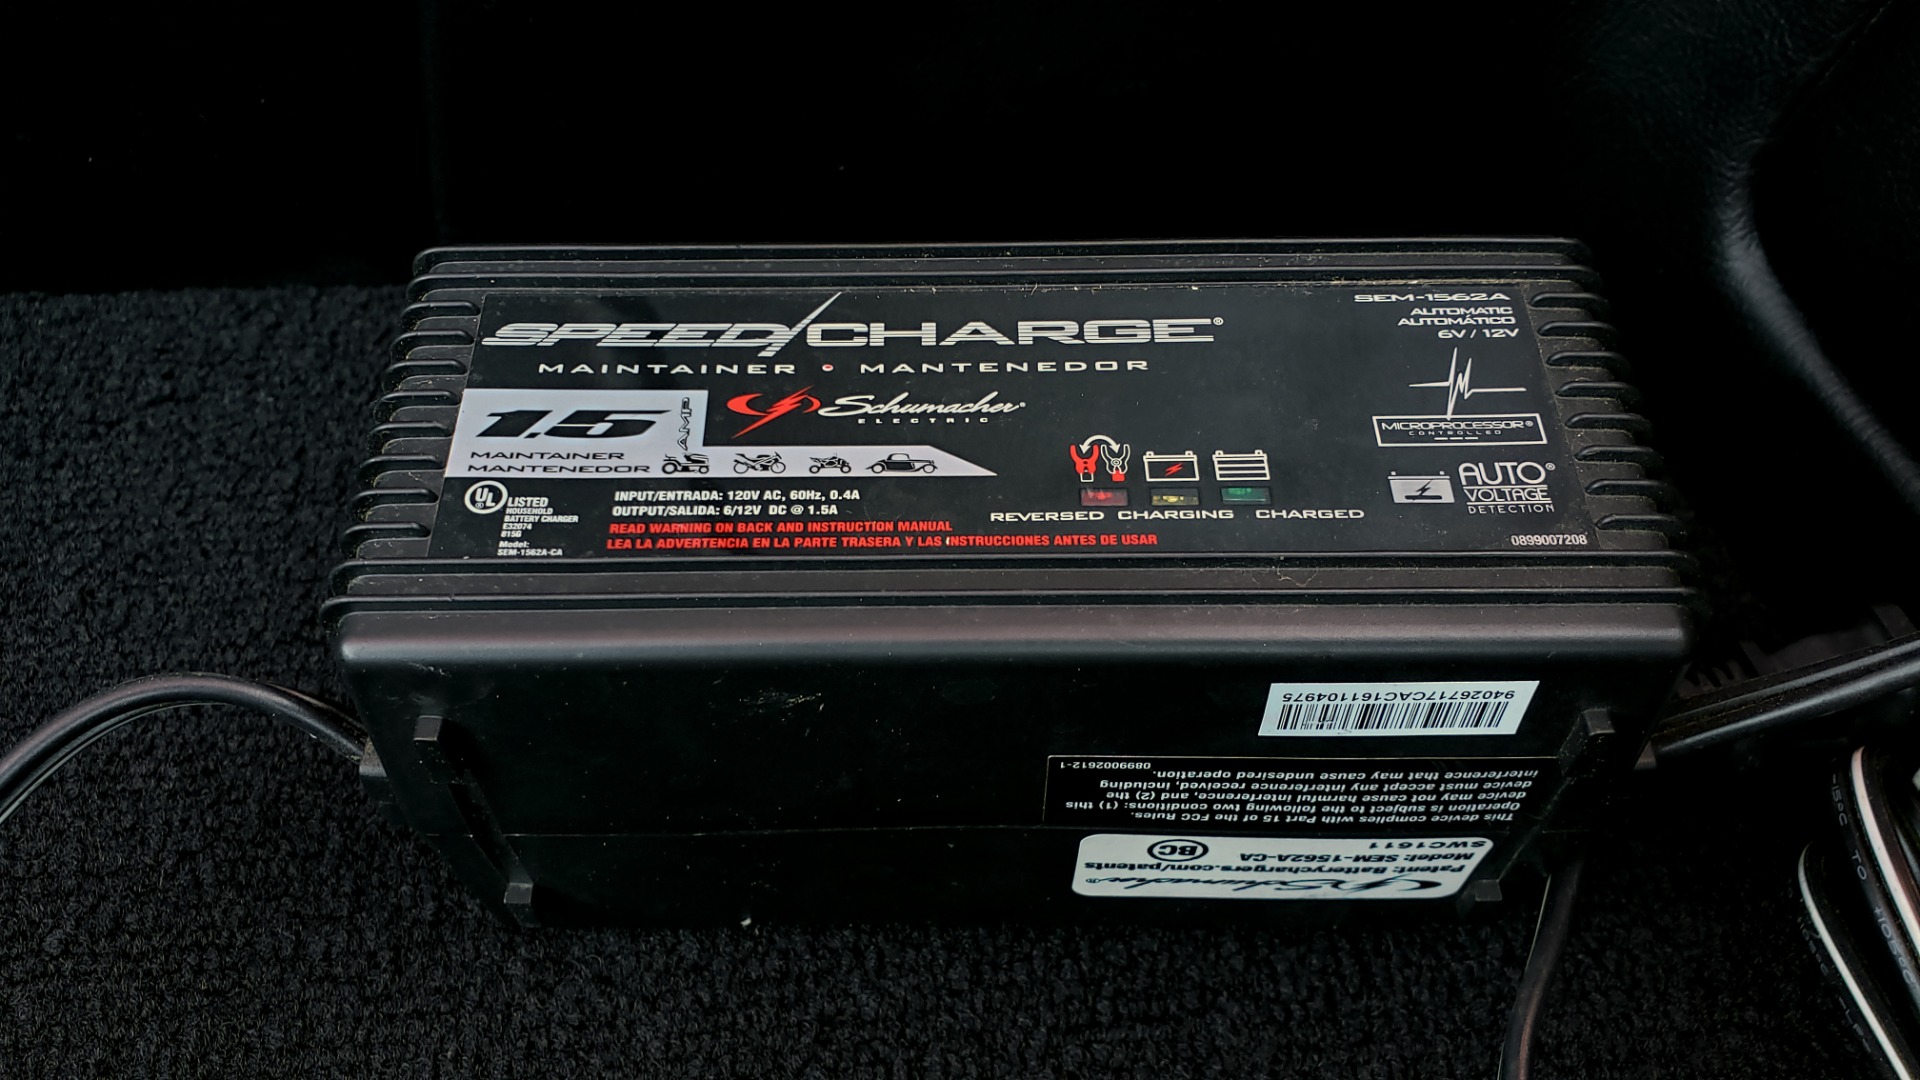 SPEED/CHARGE®
MAINTAINER • MANTENEDOR
SEM-1562A
AUTOMATIC
AUTOMÁTICO
6V / 12V
1.5 AMP
MAINTAINER
MANTENEDOR
Schumacher®
ELECTRIC
MICROPROCESSOR®
CONTROLLED
AUTO®
VOLTAGE
DETECTION
UL LISTED
HOUSEHOLD
BATTERY CHARGER
E32074
815G
Model:
SEM-1562A-CA
INPUT/ENTRADA: 120V AC, 60Hz, 0.4A
OUTPUT/SALIDA: 6/12V DC @ 1.5A
READ WARNING ON BACK AND INSTRUCTION MANUAL
LEA LA ADVERTENCIA EN LA PARTE TRASERA Y LAS INSTRUCCIONES ANTES DE USAR
REVERSED CHARGING CHARGED
0899007208
94026717CAC161104975
This device complies with Part 15 of the FCC Rules.
Operation is subject to the following two conditions: (1) this
device may not cause harmful interference, and (2) the
device must accept any interference received, including
interference that may cause undesired operation.
0899002612-1
Schumacher®
Patent: Batterychargers.com/patents
Model: SEM-1562A-CA
SWC1611
BC